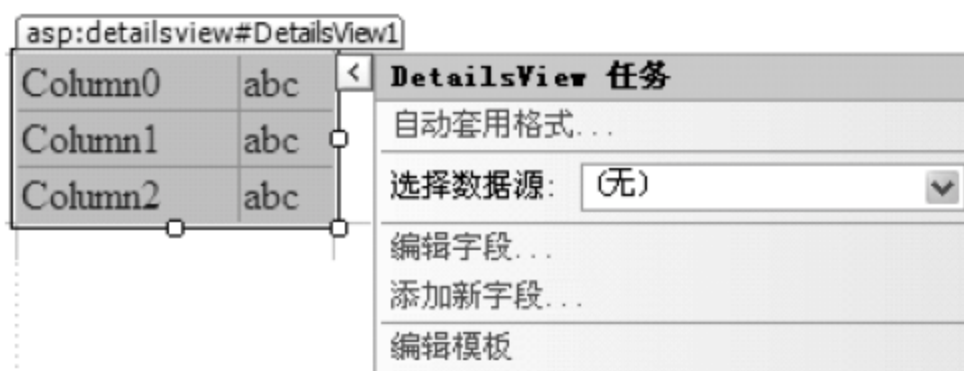 asp:detailsview#DetailsView1
Column0 abc
Column1 abc
Column2 abc
<
DetailsView 任务
自动套用格式...
选择数据源: (无)
编辑字段...
添加新字段...
编辑模板